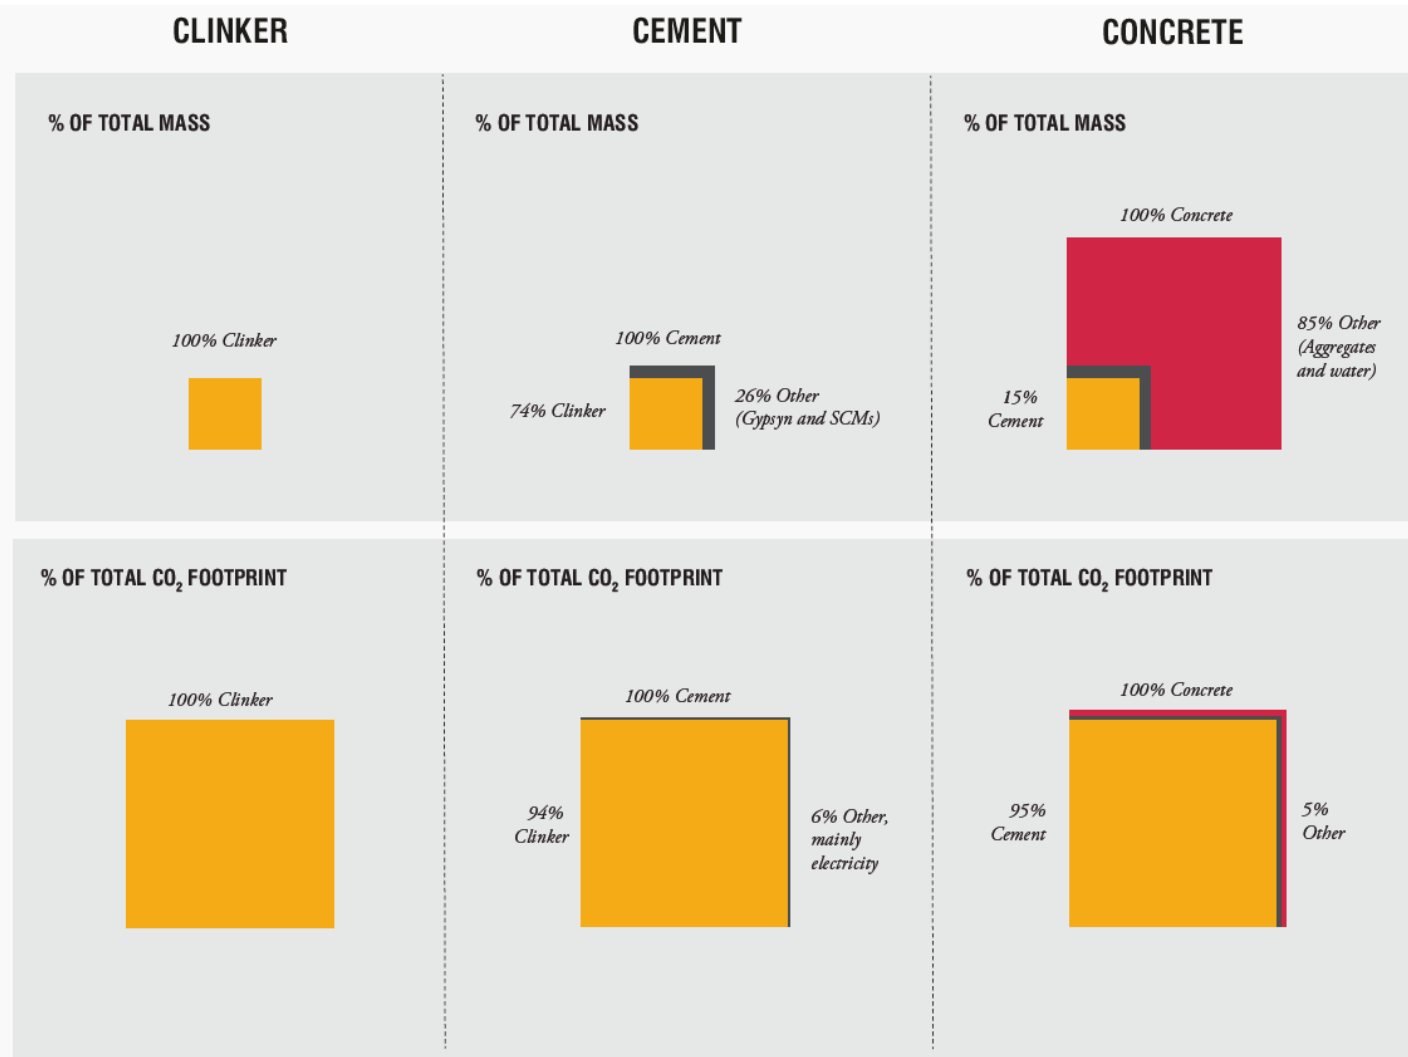 CLINKER
CEMENT
CONCRETE
% OF TOTAL MASS
% OF TOTAL MASS
% OF TOTAL MASS
100% Clinker
100% Cement
74% Clinker
26% Other
(Gypsyn and SCMs)
100% Concrete
15%
Cement
85% Other
(Aggregates
and water)
% OF TOTAL CO₂ FOOTPRINT
% OF TOTAL CO₂ FOOTPRINT
% OF TOTAL CO₂ FOOTPRINT
100% Clinker
100% Cement
94%
Clinker
6% Other,
mainly
electricity
100% Concrete
95%
Cement
5%
Other